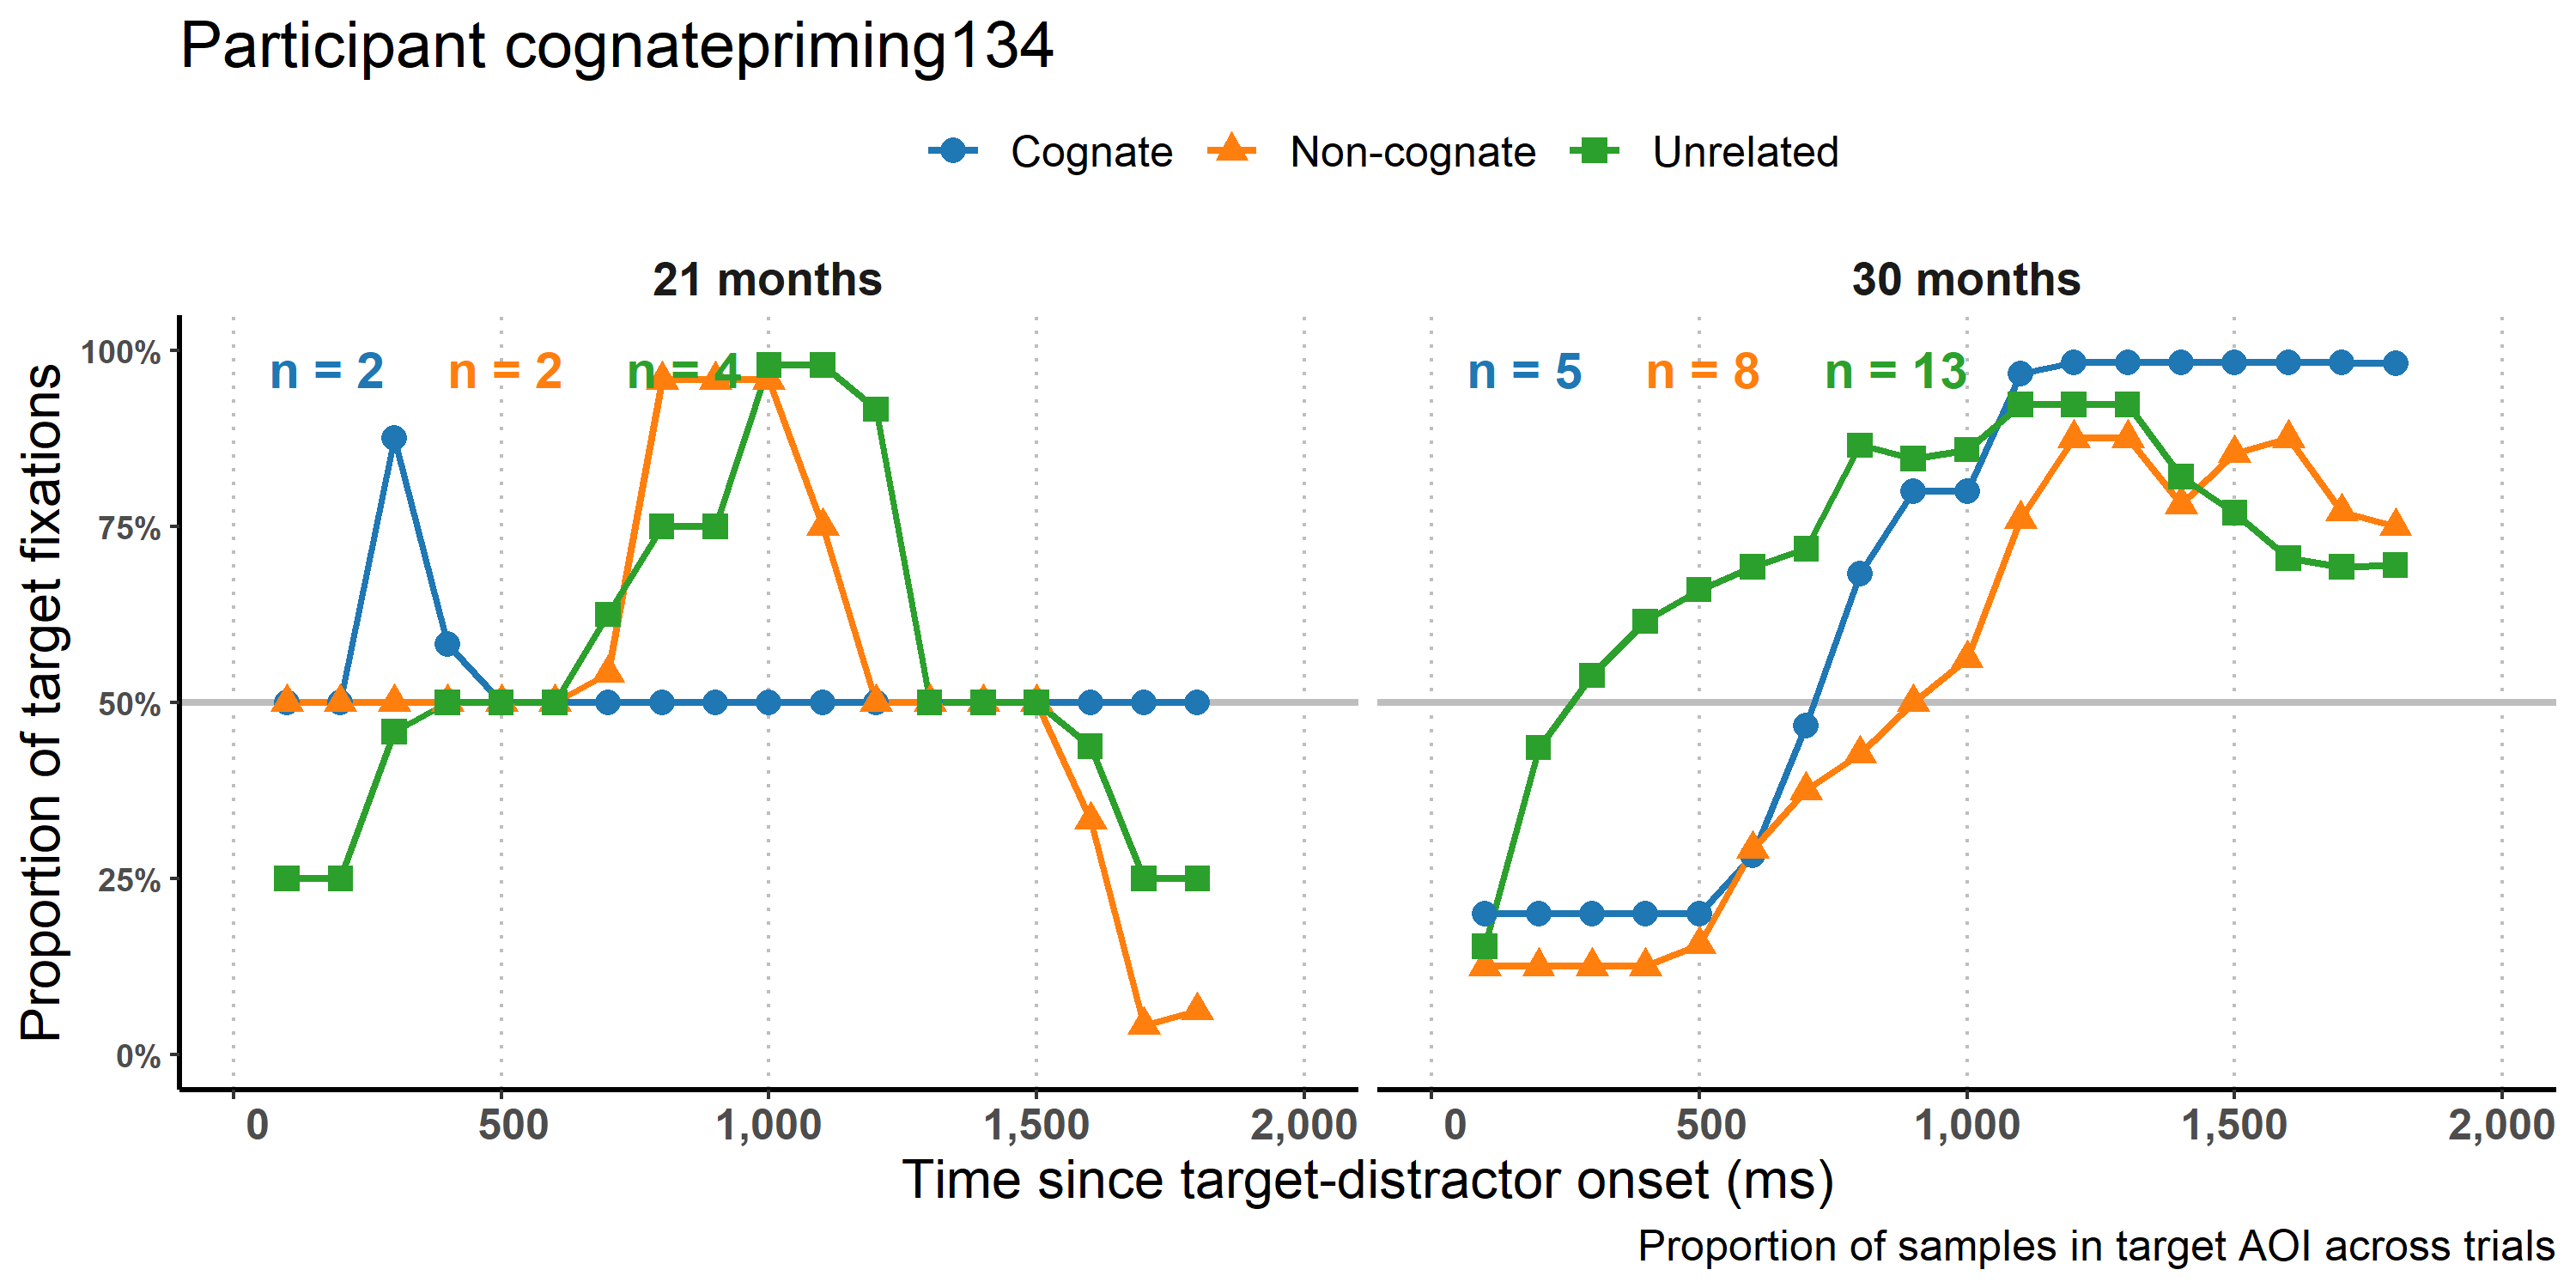 Participant cognatepriming134
Cognate Non-cognate Unrelated
21 months
30 months
n = 2 n = 2 n = 4
n = 5 n = 8 n = 13
Proportion of target fixations
100%
75%
50%
25%
0%
0 500 1,000 1,500 2,000
0 500 1,000 1,500 2,000
Time since target-distractor onset (ms)
Proportion of samples in target AOI across trials